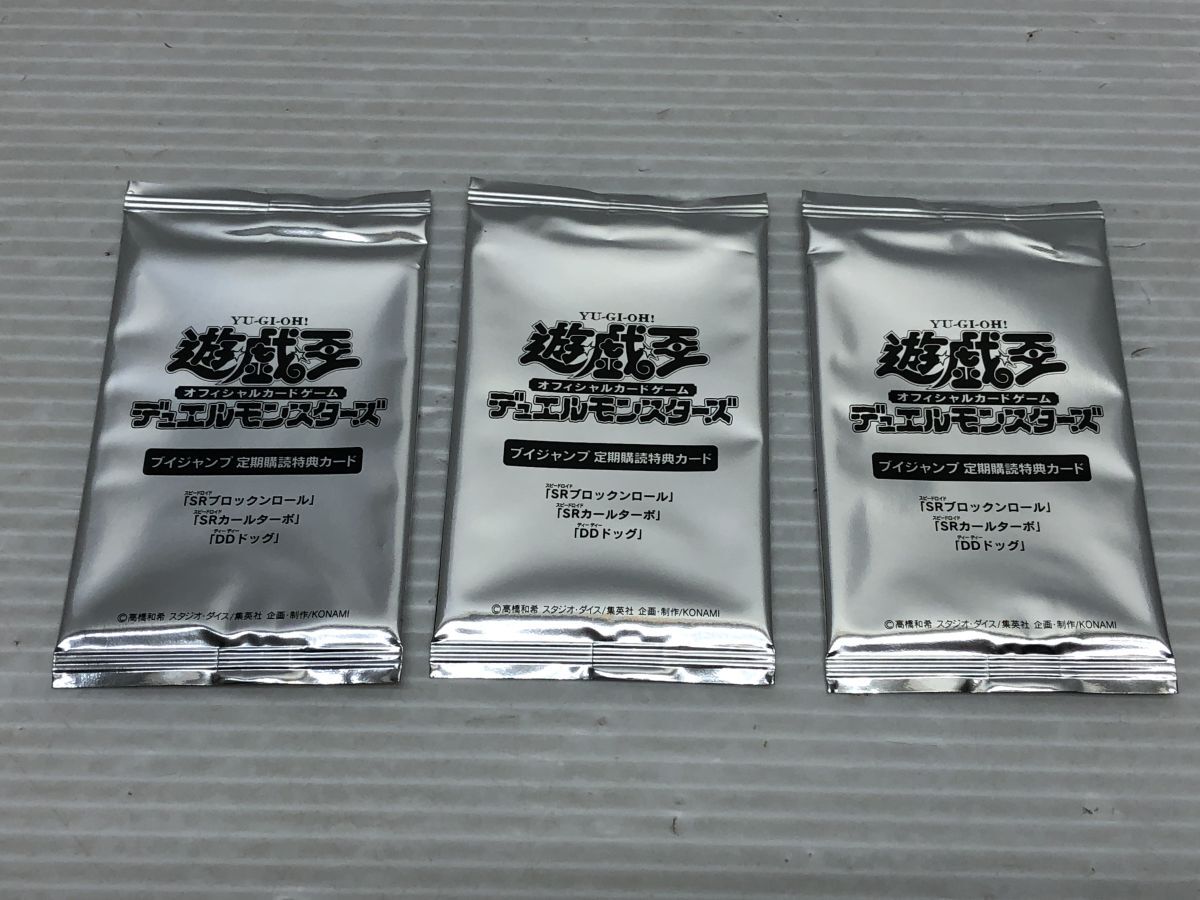 YU-GI-OH!
遊戯王
オフィシャルカードゲーム
デュエルモンスターズ
ブイジャンプ 定期購読特典カード
スピードロイド
「SRブロックンロール」
スピードロイド
「SRカールターボ」
ディーディー
「DDドッグ」
©高橋和希 スタジオ・ダイス/集英社 企画・制作/KONAMI
YU-GI-OH!
遊戯王
オフィシャルカードゲーム
デュエルモンスターズ
ブイジャンプ 定期購読特典カード
スピードロイド
「SRブロックンロール」
スピードロイド
「SRカールターボ」
ディーディー
「DDドッグ」
©高橋和希 スタジオ・ダイス/集英社 企画・制作/KONAMI
YU-GI-OH!
遊戯王
オフィシャルカードゲーム
デュエルモンスターズ
ブイジャンプ 定期購読特典カード
スピードロイド
「SRブロックンロール」
スピードロイド
「SRカールターボ」
ディーディー
「DDドッグ」
©高橋和希 スタジオ・ダイス/集英社 企画・制作/KONAMI